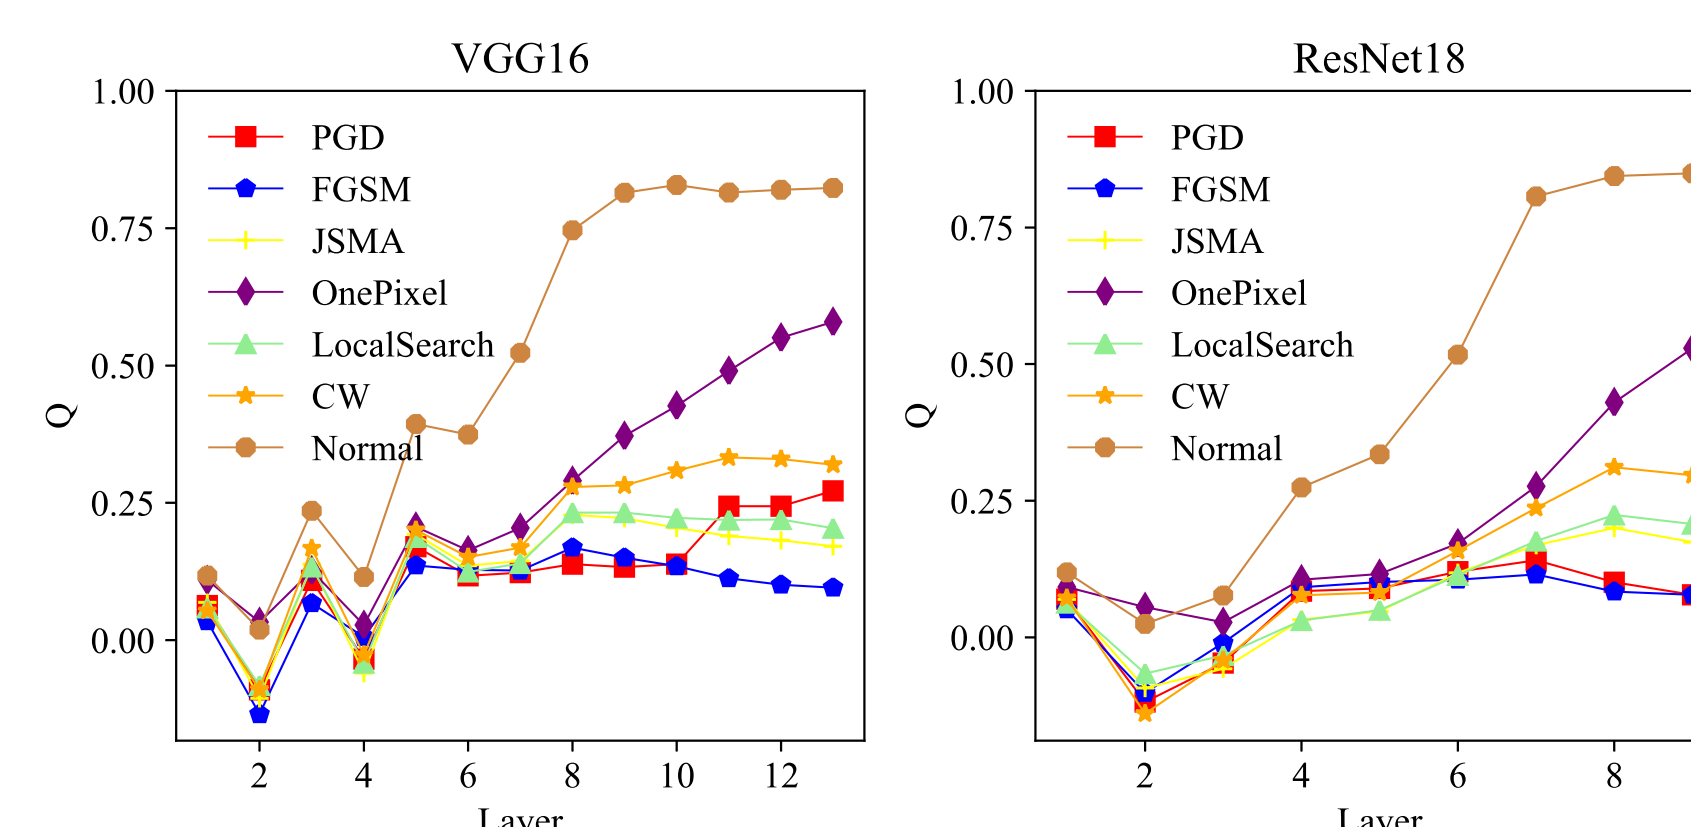 VGG16
1.00
0.75
0.50
0.25
0.00
Q
PGD
FGSM
JSMA
OnePixel
LocalSearch
CW
Normal
2 4 6 8 10 12
Layer
ResNet18
1.00
0.75
0.50
0.25
0.00
Q
PGD
FGSM
JSMA
OnePixel
LocalSearch
CW
Normal
2 4 6 8
Layer